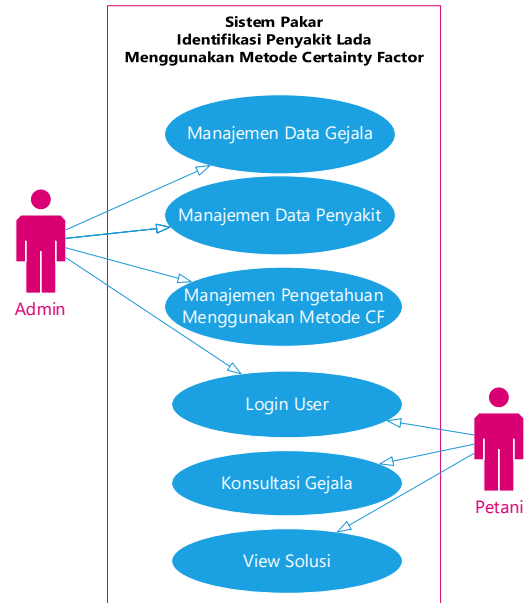 Sistem Pakar
Identifikasi Penyakit Lada
Menggunakan Metode Certainty Factor
Manajemen Data Gejala
Manajemen Data Penyakit
Admin
Manajemen Pengetahuan
Menggunakan Metode CF
Login User
Konsultasi Gejala
Petani
View Solusi